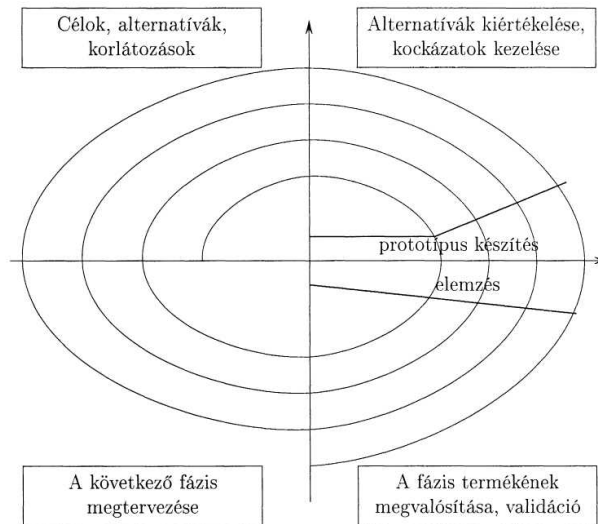 Célok, alternatívák,
korlátozások
Alternatívák kiértékelése,
kockázatok kezelése
prototípus készítés
elemzés
A következő fázis
megtervezése
A fázis termékének
megvalósítása, validáció